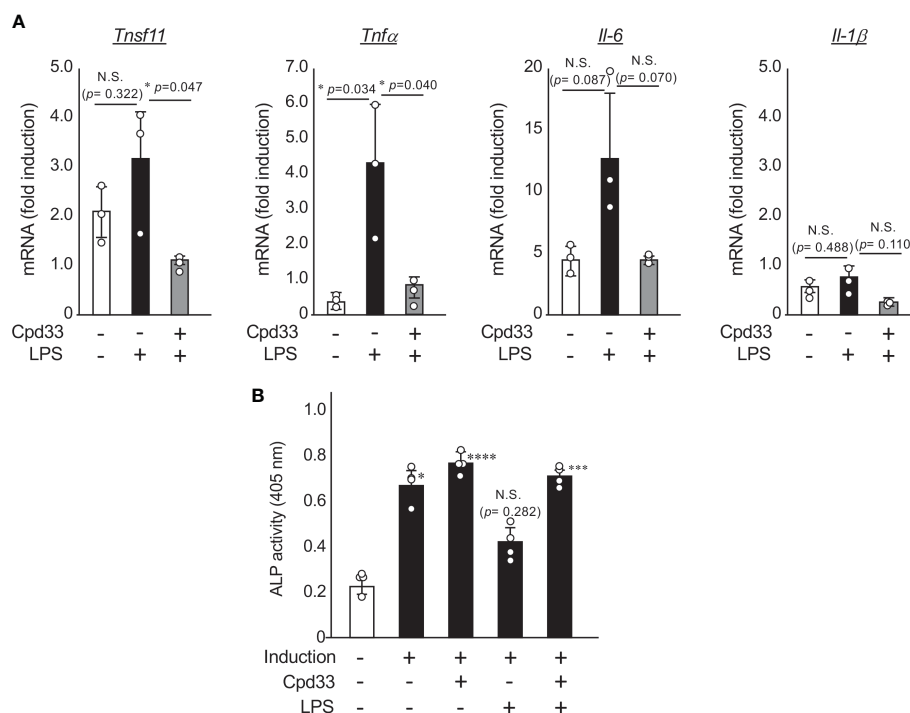 A
Tnsf11
Tnfα
Il-6
Il-1β
mRNA (fold induction)
5.0
4.0
3.0
2.0
1.0
0
N.S.
(p= 0.322)
* p=0.047
mRNA (fold induction)
7.0
6.0
5.0
4.0
3.0
2.0
1.0
0
* p=0.034
* p=0.040
mRNA (fold induction)
20
15
10
5
0
N.S.
(p= 0.087)
N.S.
(p= 0.070)
mRNA (fold induction)
5.0
4.0
3.0
2.0
1.0
0
N.S.
(p= 0.488)
N.S.
(p= 0.110)
Cpd33 - - + - - + - - + - - +
LPS - + + - + + - + + - + +
B
ALP activity (405 nm)
1.0
0.8
0.6
0.4
0.2
0
*
****
N.S.
(p= 0.282)
***
Induction - + + + +
Cpd33 - - + - +
LPS - - - + +